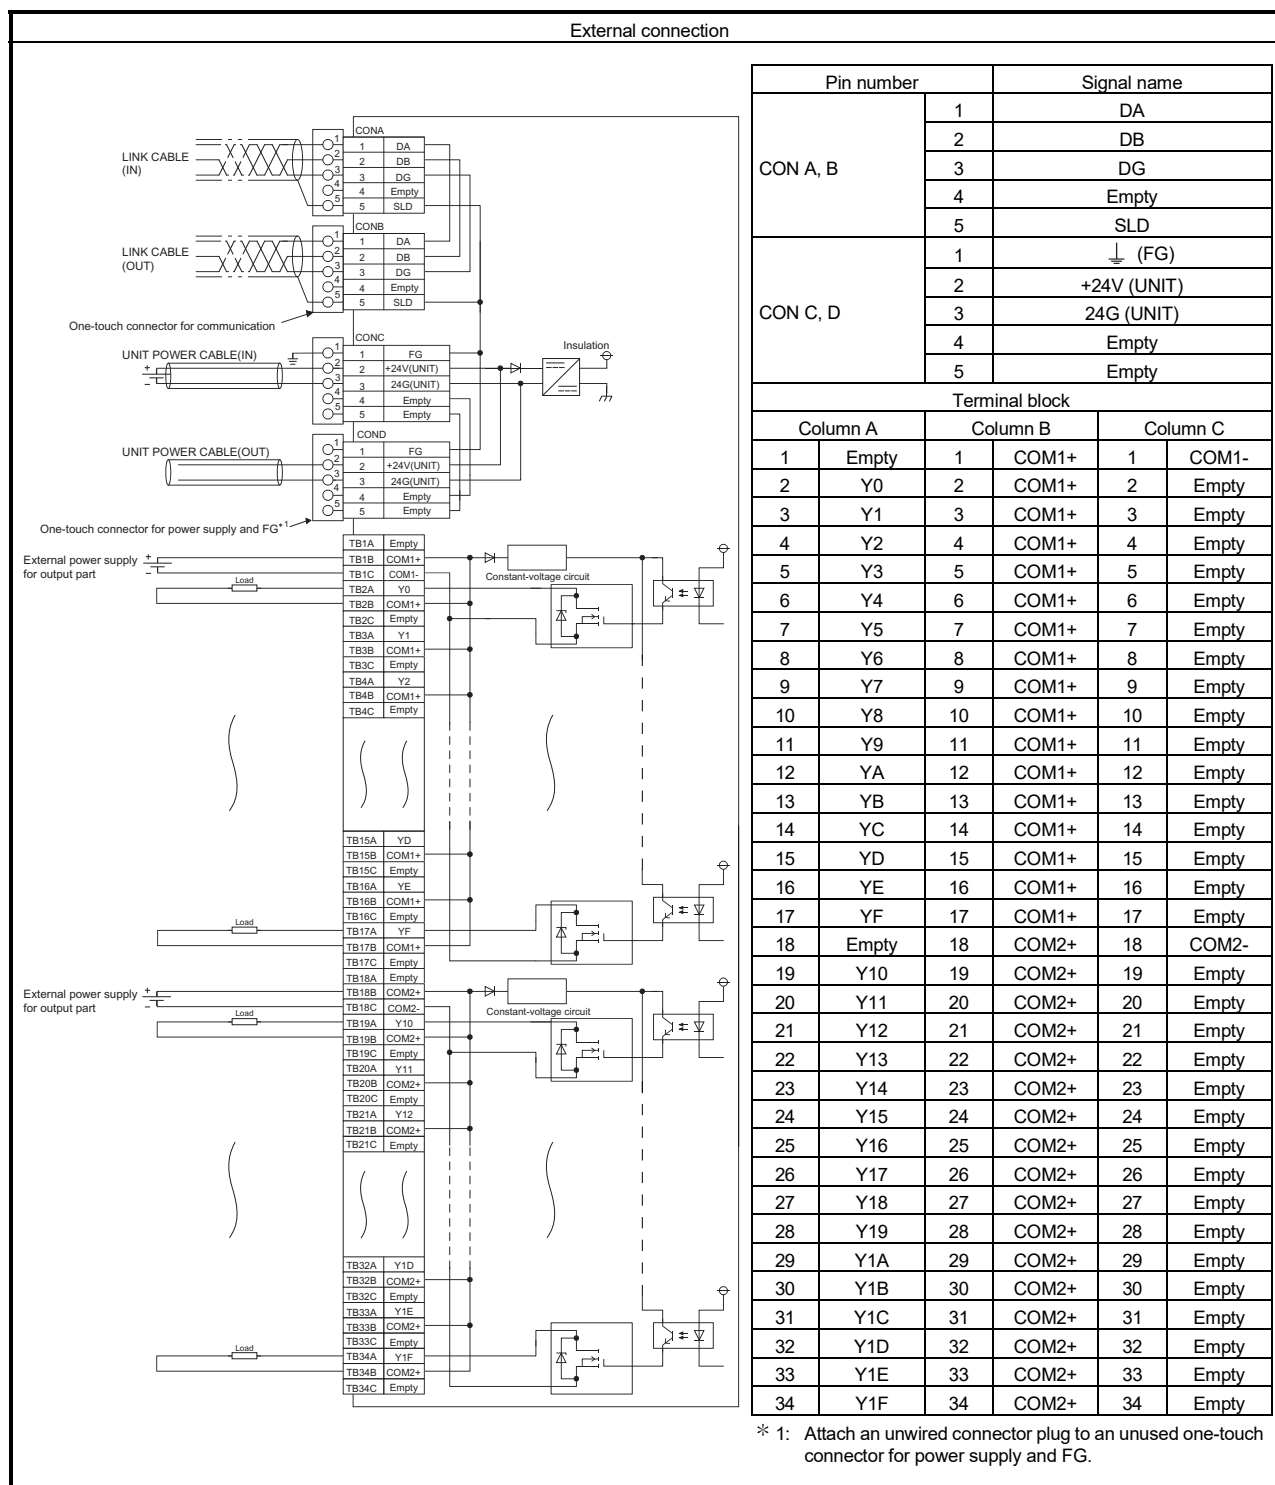 External connection
CONA
1 DA
2 DB
3 DG
4 Empty
5 SLD
1
2
3
4
5
LINK CABLE
(IN)
CONB
1 DA
2 DB
3 DG
4 Empty
5 SLD
1
2
3
4
5
LINK CABLE
(OUT)
One-touch connector for communication
CONC
1 FG
2 +24V(UNIT)
3 24G(UNIT)
4 Empty
5 Empty
1
2
3
4
5
UNIT POWER CABLE(IN)
+
-
Insulation
COND
1 FG
2 +24V(UNIT)
3 24G(UNIT)
4 Empty
5 Empty
1
2
3
4
5
UNIT POWER CABLE(OUT)
One-touch connector for power supply and FG*1
External power supply
for output part
+
-
Load
TB1A Empty
TB1B COM1+
TB1C COM1-
TB2A Y0
TB2B COM1+
TB2C Empty
TB3A Y1
TB3B COM1+
TB3C Empty
TB4A Y2
TB4B COM1+
TB4C Empty
Constant-voltage circuit
TB15A YD
TB15B COM1+
TB15C Empty
TB16A YE
TB16B COM1+
TB16C Empty
TB17A YF
TB17B COM1+
TB17C Empty
Load
TB18A Empty
TB18B COM2+
TB18C COM2-
TB19A Y10
TB19B COM2+
TB19C Empty
TB20A Y11
TB20B COM2+
TB20C Empty
TB21A Y12
TB21B COM2+
TB21C Empty
External power supply
for output part
+
-
Load
Constant-voltage circuit
TB32A Y1D
TB32B COM2+
TB32C Empty
TB33A Y1E
TB33B COM2+
TB33C Empty
TB34A Y1F
TB34B COM2+
TB34C Empty
Load
Pin number Signal name
CON A, B
1 DA
2 DB
3 DG
4 Empty
5 SLD
CON C, D
1 ⏚ (FG)
2 +24V (UNIT)
3 24G (UNIT)
4 Empty
5 Empty
Terminal block
Column A Column B Column C
1 Empty 1 COM1+ 1 COM1-
2 Y0 2 COM1+ 2 Empty
3 Y1 3 COM1+ 3 Empty
4 Y2 4 COM1+ 4 Empty
5 Y3 5 COM1+ 5 Empty
6 Y4 6 COM1+ 6 Empty
7 Y5 7 COM1+ 7 Empty
8 Y6 8 COM1+ 8 Empty
9 Y7 9 COM1+ 9 Empty
10 Y8 10 COM1+ 10 Empty
11 Y9 11 COM1+ 11 Empty
12 YA 12 COM1+ 12 Empty
13 YB 13 COM1+ 13 Empty
14 YC 14 COM1+ 14 Empty
15 YD 15 COM1+ 15 Empty
16 YE 16 COM1+ 16 Empty
17 YF 17 COM1+ 17 Empty
18 Empty 18 COM2+ 18 COM2-
19 Y10 19 COM2+ 19 Empty
20 Y11 20 COM2+ 20 Empty
21 Y12 21 COM2+ 21 Empty
22 Y13 22 COM2+ 22 Empty
23 Y14 23 COM2+ 23 Empty
24 Y15 24 COM2+ 24 Empty
25 Y16 25 COM2+ 25 Empty
26 Y17 26 COM2+ 26 Empty
27 Y18 27 COM2+ 27 Empty
28 Y19 28 COM2+ 28 Empty
29 Y1A 29 COM2+ 29 Empty
30 Y1B 30 COM2+ 30 Empty
31 Y1C 31 COM2+ 31 Empty
32 Y1D 32 COM2+ 32 Empty
33 Y1E 33 COM2+ 33 Empty
34 Y1F 34 COM2+ 34 Empty
＊ 1: Attach an unwired connector plug to an unused one-touch
connector for power supply and FG.